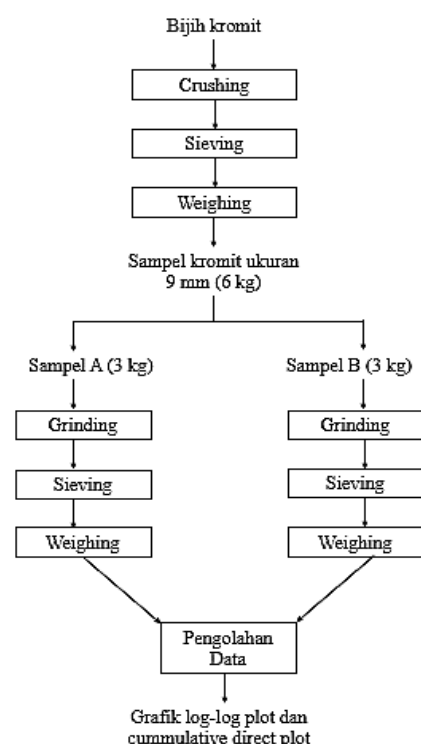 Bijih kromit
Crushing
Sieving
Weighing
Sampel kromit ukuran
9 mm (6 kg)
Sampel A (3 kg)
Sampel B (3 kg)
Grinding
Grinding
Sieving
Sieving
Weighing
Weighing
Pengolahan
Data
Grafik log-log plot dan
cummulative direct plot